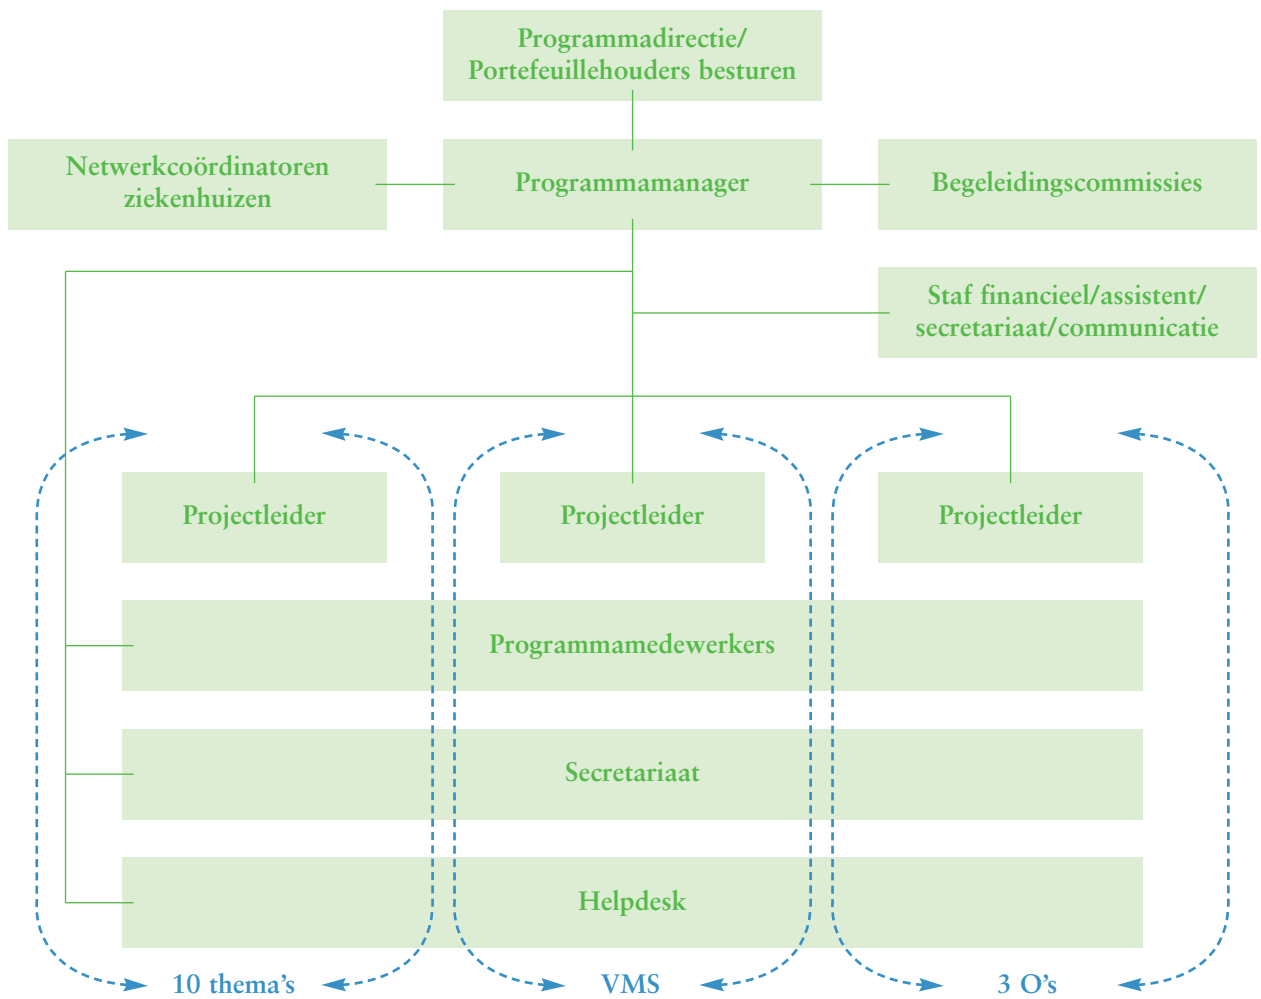 Programmadirectie/
Portefeuillehouders besturen
Netwerkcoördinatoren
ziekenhuizen
Programmamanager
Begeleidingscommissies
Staf financieel/assistent/
secretariaat/communicatie
Projectleider
Projectleider
Projectleider
Programmamedewerkers
Secretariaat
Helpdesk
10 thema's
VMS
3 O's